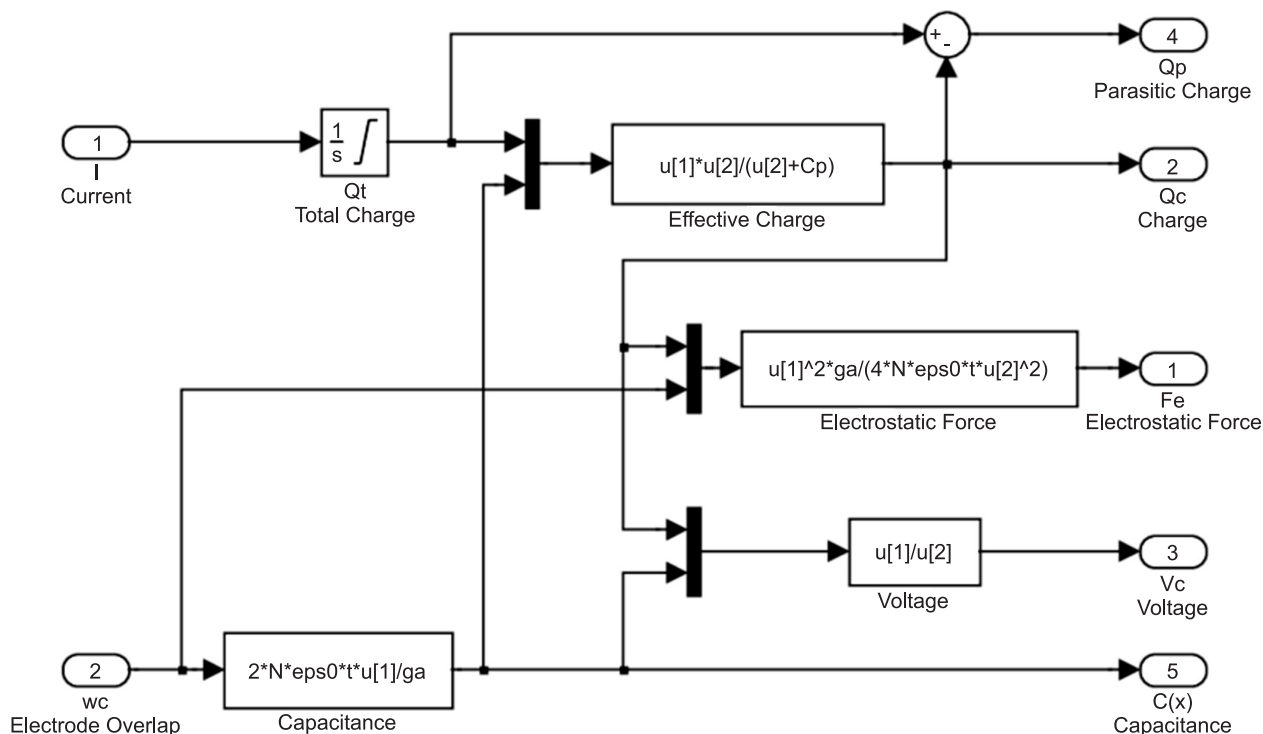 +
-
4
Qp
Parasitic Charge
1
I
Current
1
s
Qt
Total Charge
u[1]*u[2]/(u[2]+Cp)
Effective Charge
2
Qc
Charge
u[1]^2*ga/(4*N*eps0*t*u[2]^2)
Electrostatic Force
1
Fe
Electrostatic Force
u[1]/u[2]
Voltage
3
Vc
Voltage
2
wc
Electrode Overlap
2*N*eps0*t*u[1]/ga
Capacitance
5
C(x)
Capacitance